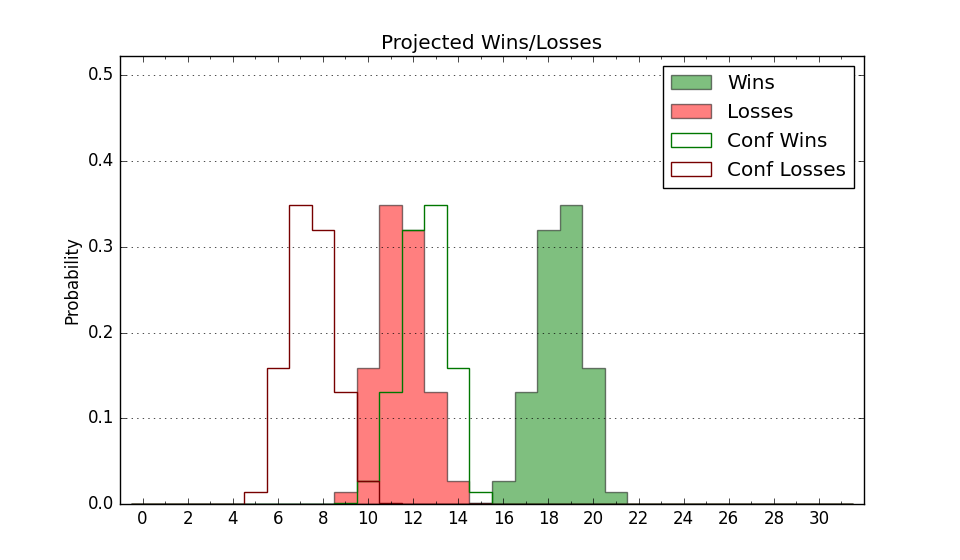 Projected Wins/Losses
Probability
0.5
0.4
0.3
0.2
0.1
0.0
0 2 4 6 8 10 12 14 16 18 20 22 24 26 28 30
Wins
Losses
Conf Wins
Conf Losses